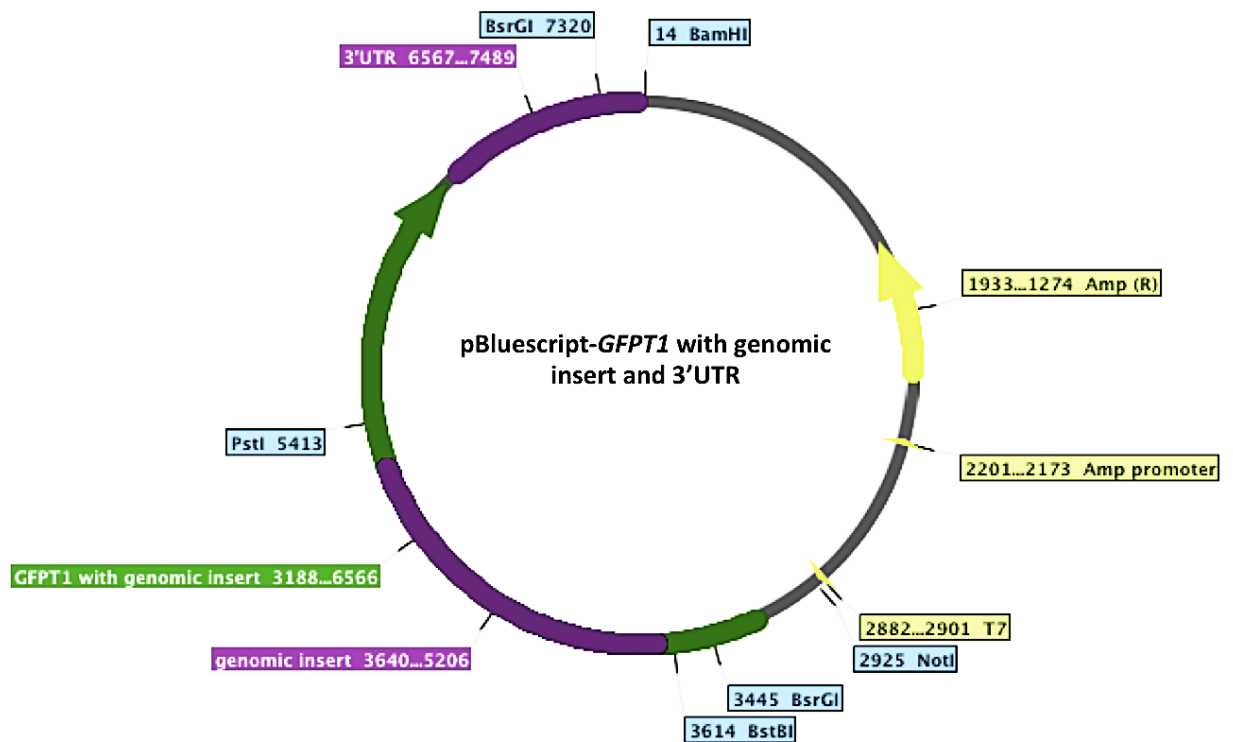 BsrGI 7320
14 BamHI
3'UTR 6567...7489
1933...1274 Amp (R)
pBluescript-GFPT1 with genomic
insert and 3’UTR
PstI 5413
2201...2173 Amp promoter
GFPT1 with genomic insert 3188...6566
2882...2901 T7
2925 NotI
genomic insert 3640...5206
3445 BsrGI
3614 BstBI